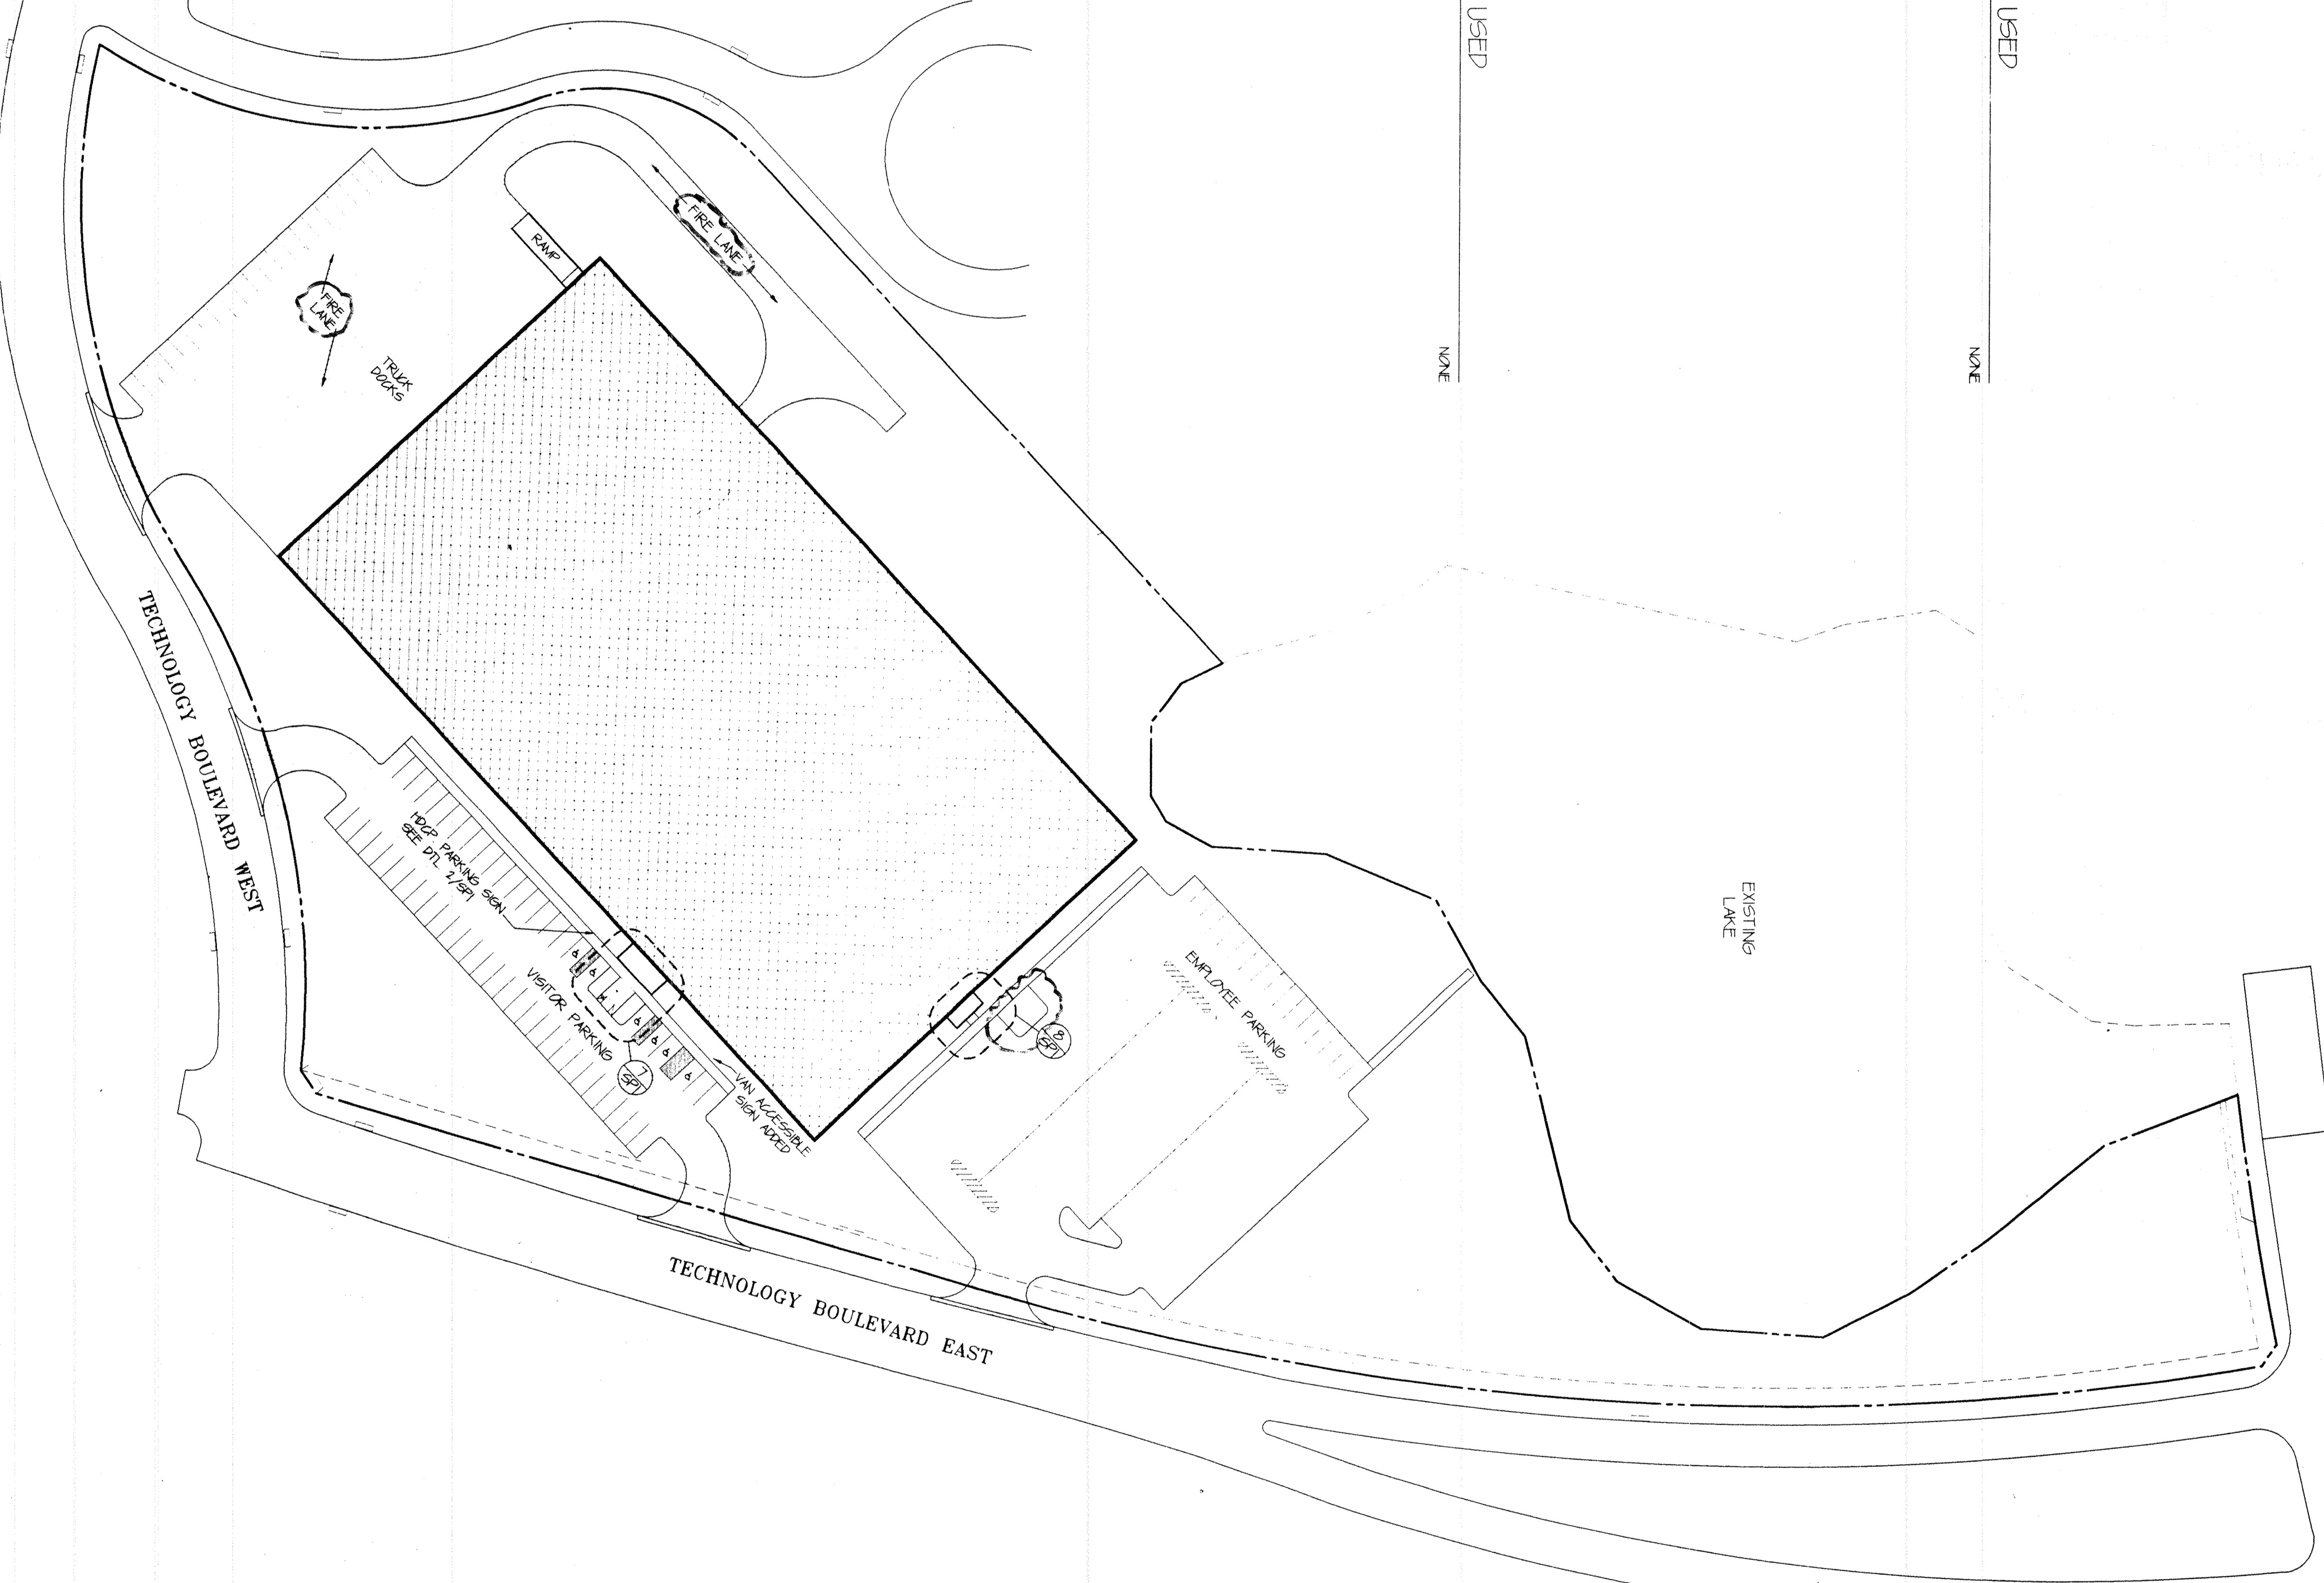 USED
USED
NONE
NONE
FIRE LANE
RAMP
FIRE
LANE
TRUCK
DOCKS
TECHNOLOGY BOULEVARD WEST
HDCP PARKING SIGN
SEE DTL 2/SP1
VISITOR PARKING
EMPLOYEE PARKING
EXISTING
LAKE
8
SP1
SP1
VAN ACCESSIBLE
SIGN ADDED
TECHNOLOGY BOULEVARD EAST